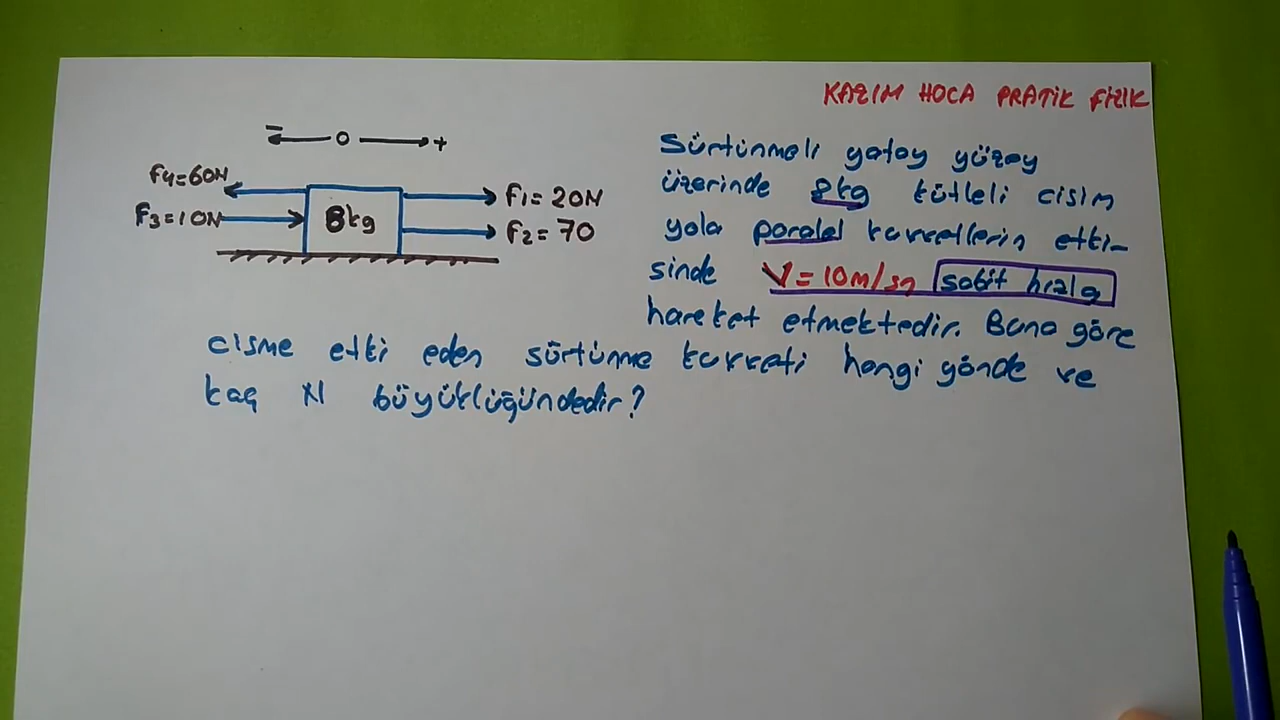 KAZIM HOCA PRATİK FİZİK
- 0 +
F4=60N
F3=10N
8kg
F1=20N
F2=70
Sürtünmeli yatay yüzey
üzerinde 8kg kütleli cisim
yola paralel kuvvetlerin etki-
sinde V=10m/sn sabit hızla
hareket etmektedir. Buna göre
cisme etki eden sürtünme kuvveti hangi yönde ve
kaç N büyüklüğündedir?